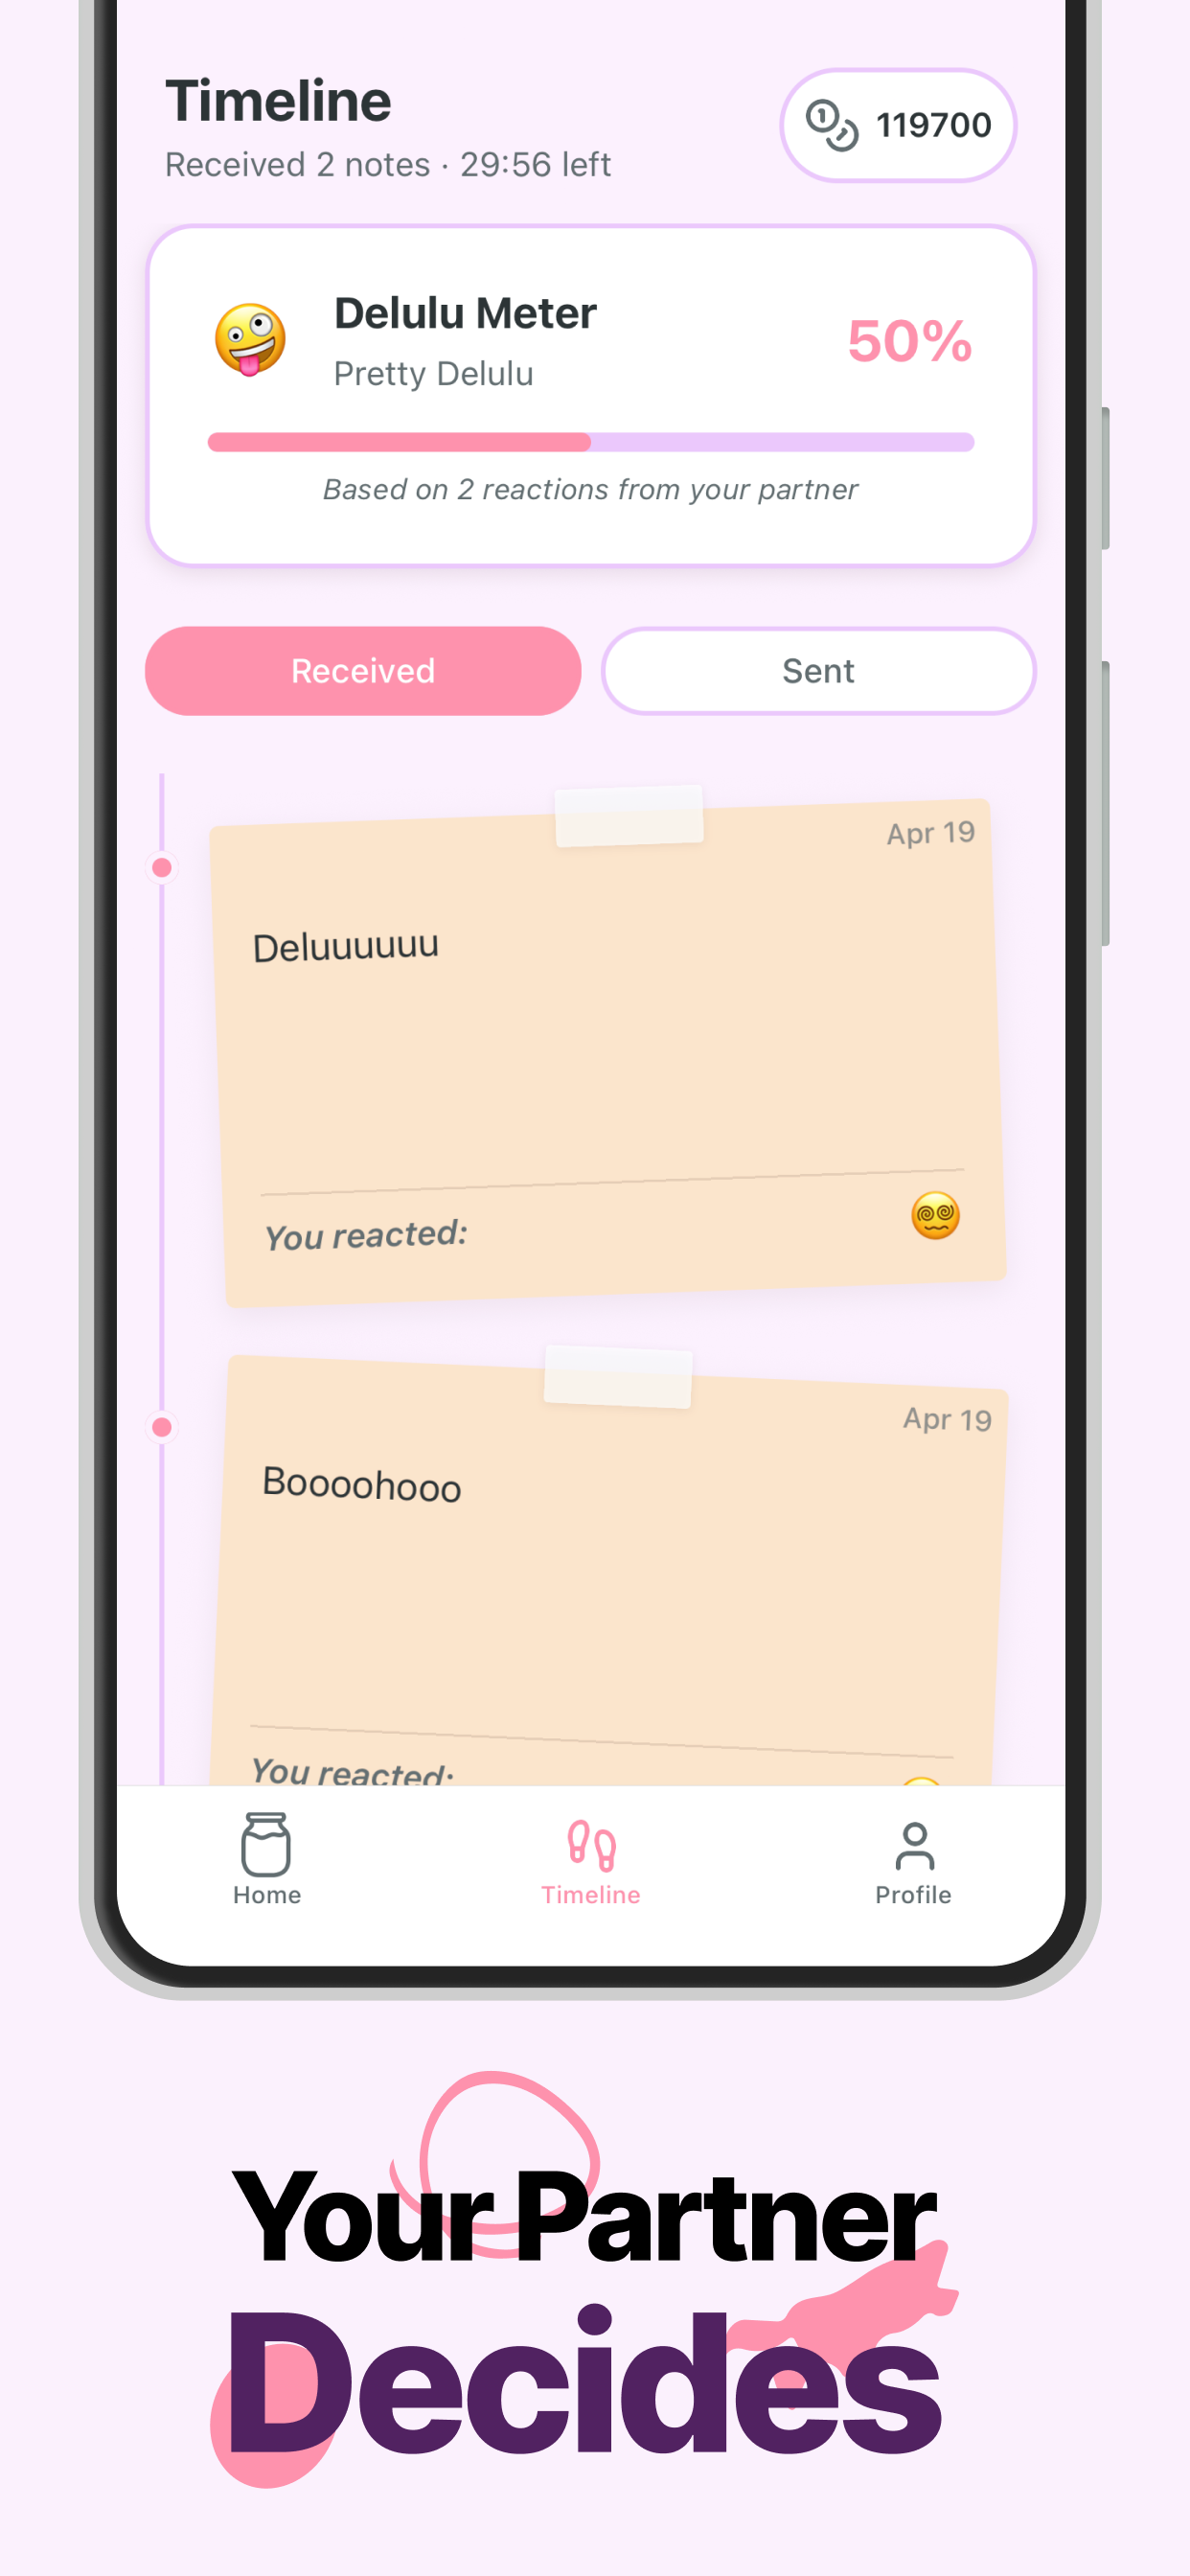 Timeline
119700
Received 2 notes · 29:56 left
Delulu Meter
Pretty Delulu
50%
Based on 2 reactions from your partner
Received
Sent
Apr 19
Deluuuuuu
You reacted:
Apr 19
Boooohooo
You reacted:
Home
Timeline
Profile
Your Partner
Decides